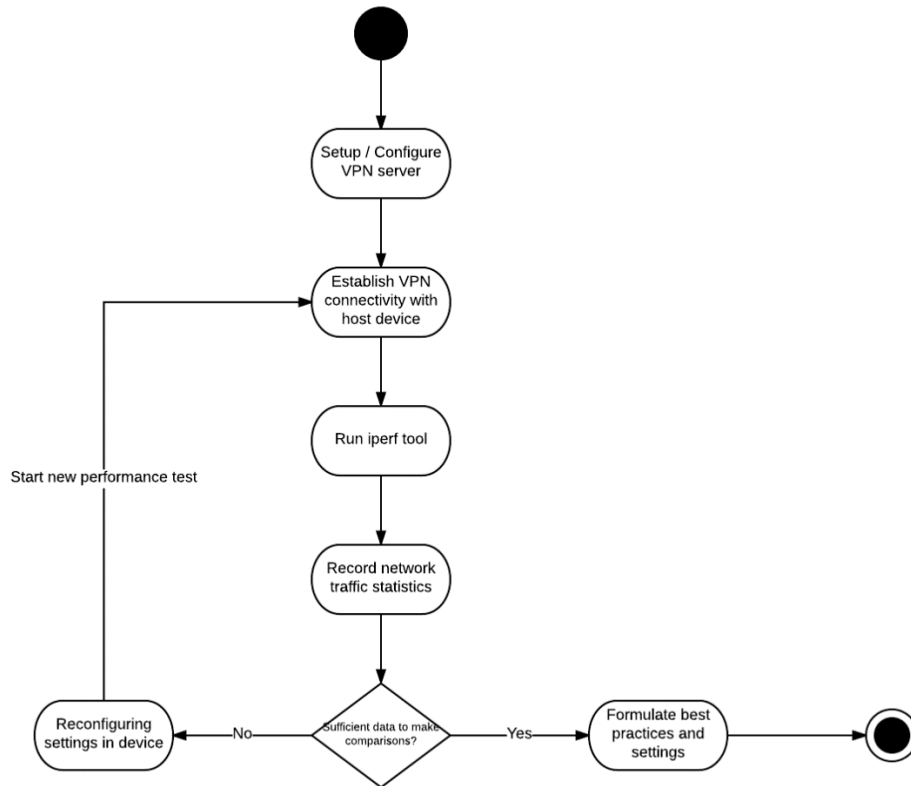 Setup / Configure
VPN server
Establish VPN
connectivity with
host device
Run iperf tool
Start new performance test
Record network
traffic statistics
Reconfiguring
settings in device
No
Sufficient data to make
comparisons?
Yes
Formulate best
practices and
settings